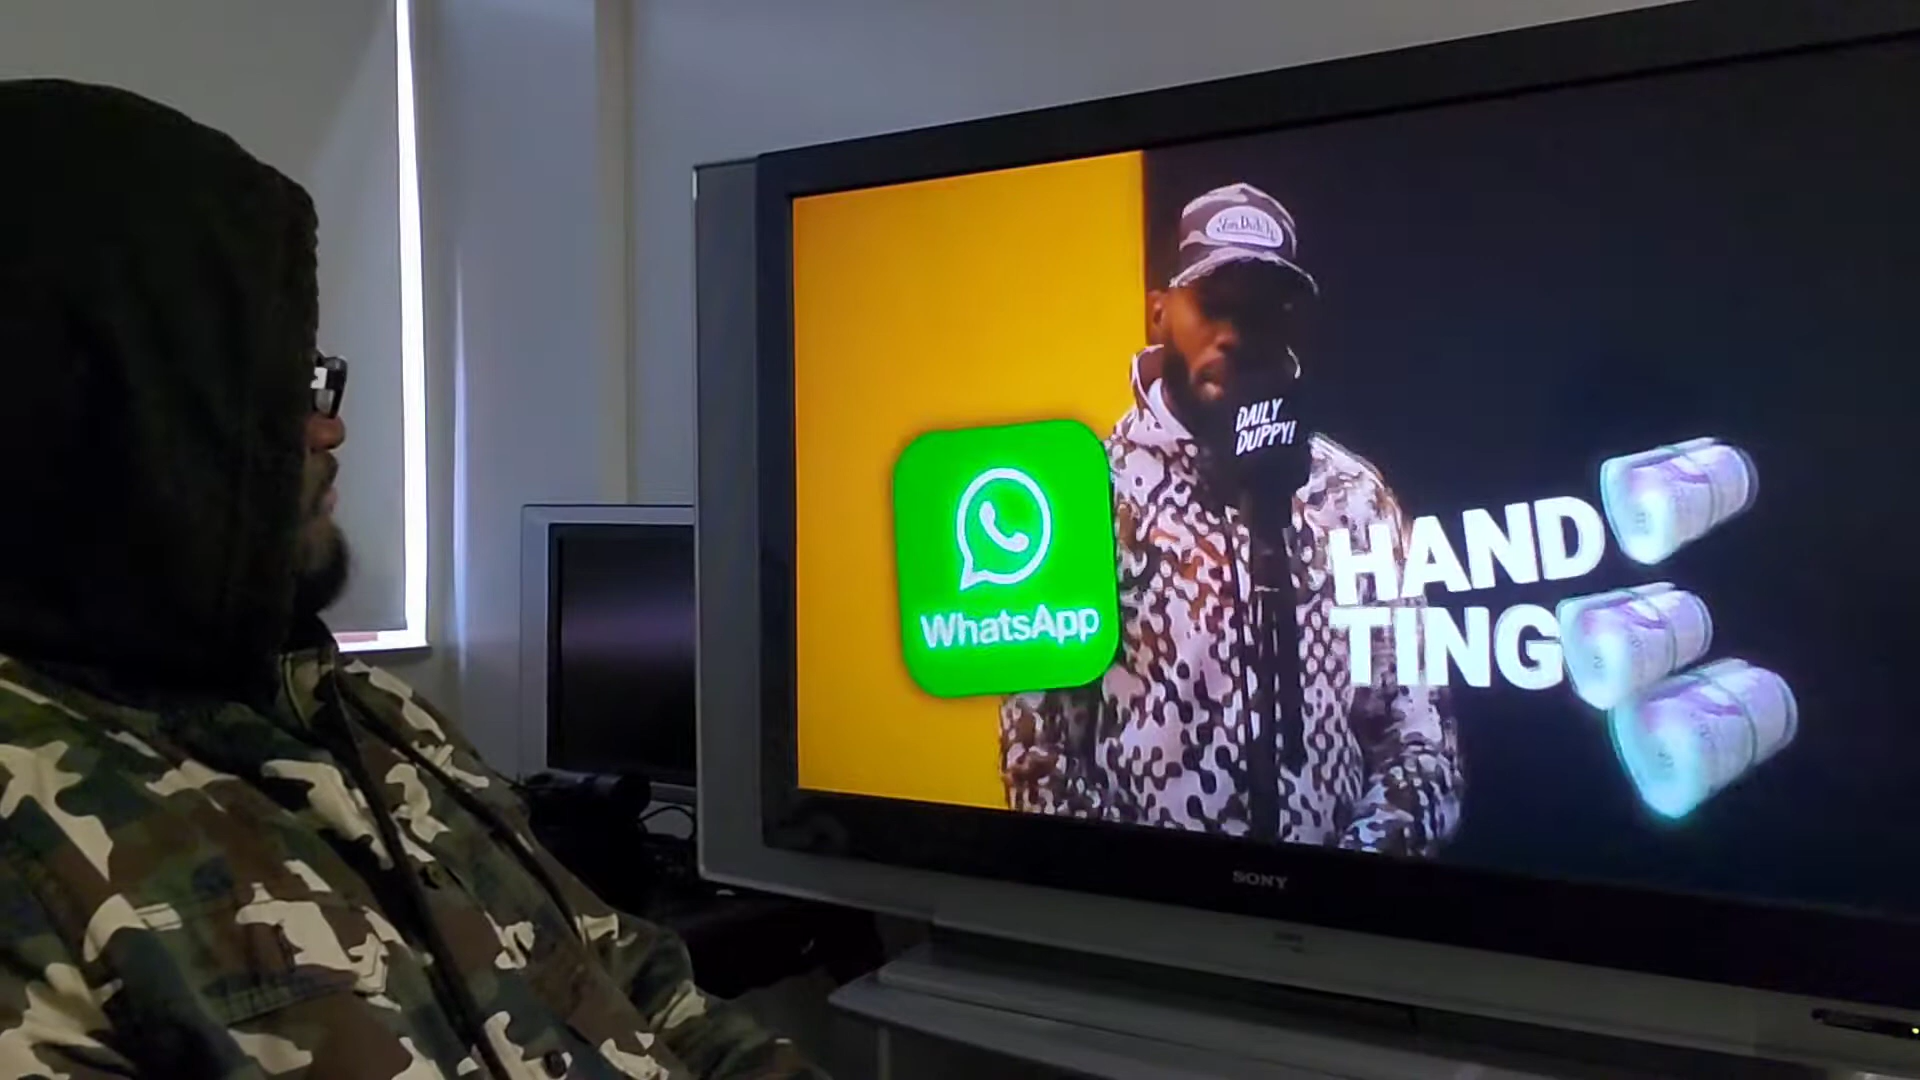 Von Dutch
DAILY
DUPPY!
WhatsApp
HAND
TING
SONY